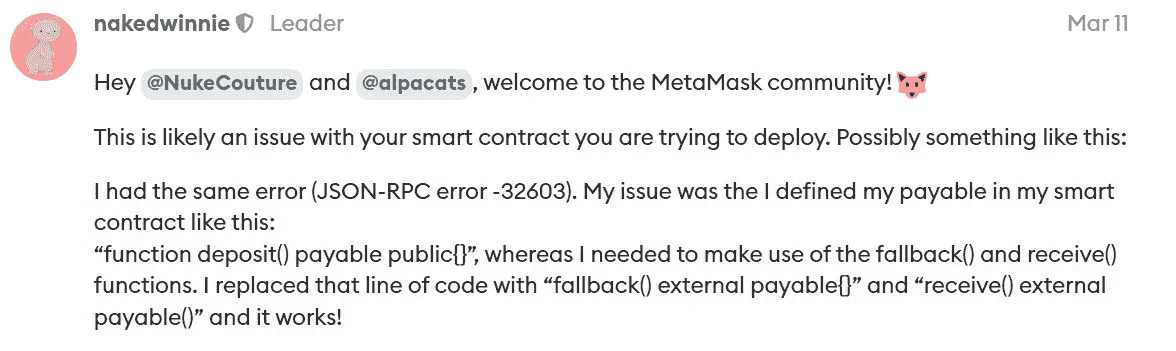 nakedwinnie Leader Mar 11
Hey @NukeCouture and @alpacats, welcome to the MetaMask community!
This is likely an issue with your smart contract you are trying to deploy. Possibly something like this:
I had the same error (JSON-RPC error -32603). My issue was the I defined my payable in my smart
contract like this:
“function deposit() payable public{}”, whereas I needed to make use of the fallback() and receive()
functions. I replaced that line of code with “fallback() external payable{}” and “receive() external
payable()” and it works!